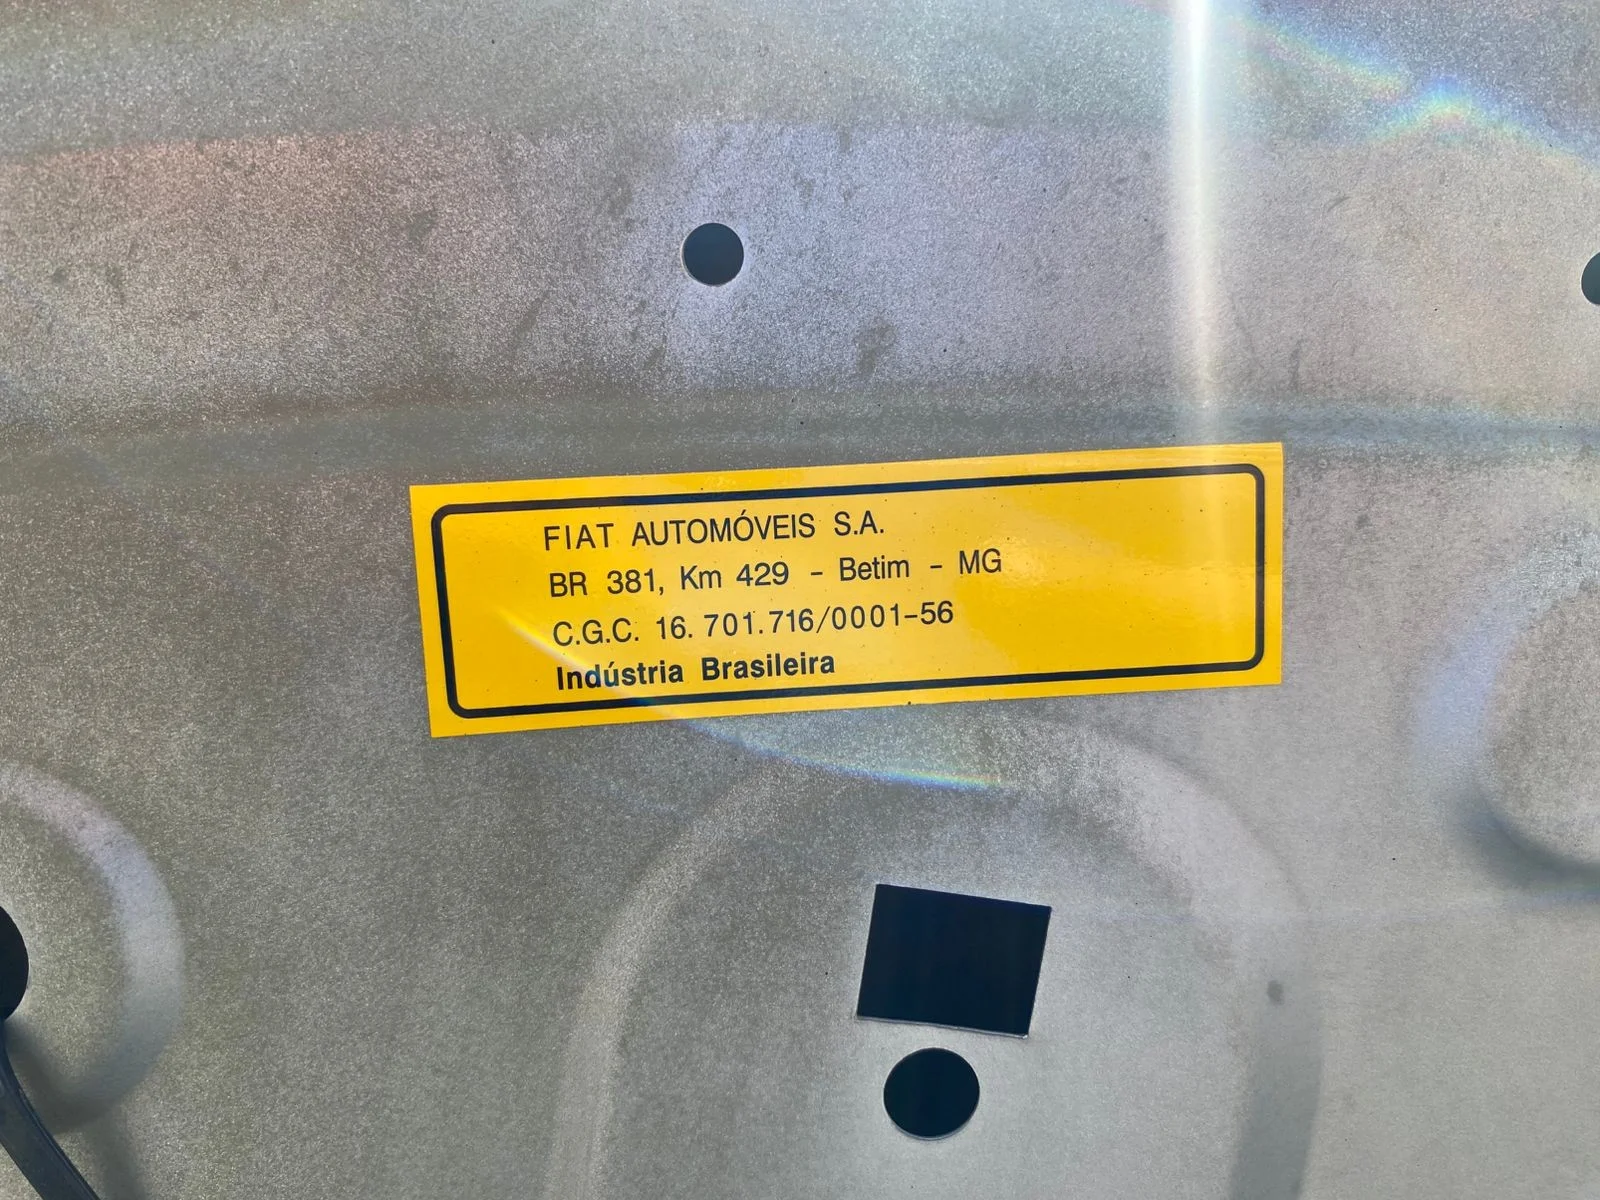 FIAT AUTOMÓVEIS S.A.
BR 381, Km 429 - Betim - MG
C.G.C. 16. 701.716/0001-56
Indústria Brasileira